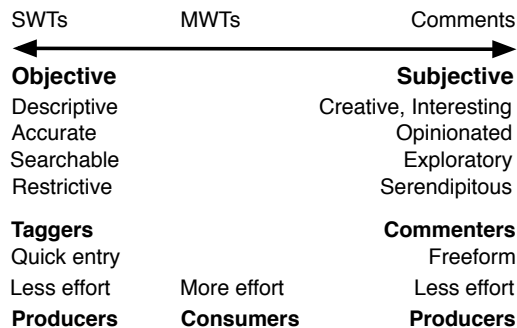 SWTs MWTs Comments
Objective Subjective
Descriptive Creative, Interesting
Accurate Opinionated
Searchable Exploratory
Restrictive Serendipitous
Taggers Commenters
Quick entry Freeform
Less effort More effort Less effort
Producers Consumers Producers